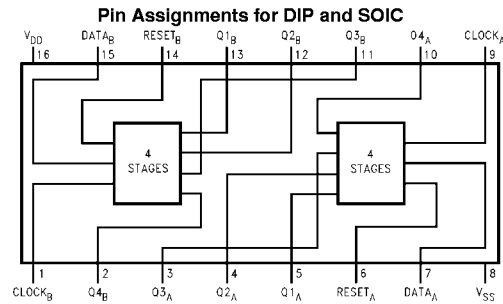 Pin Assignments for DIP and SOIC
VDD DATAB RESETB Q1B Q2B Q3B Q4A CLOCKA
16 15 14 13 12 11 10 9
4 4
STAGES STAGES
1 2 3 4 5 6 7 8
CLOCKB Q4B Q3A Q2A Q1A RESETA DATAA VSS